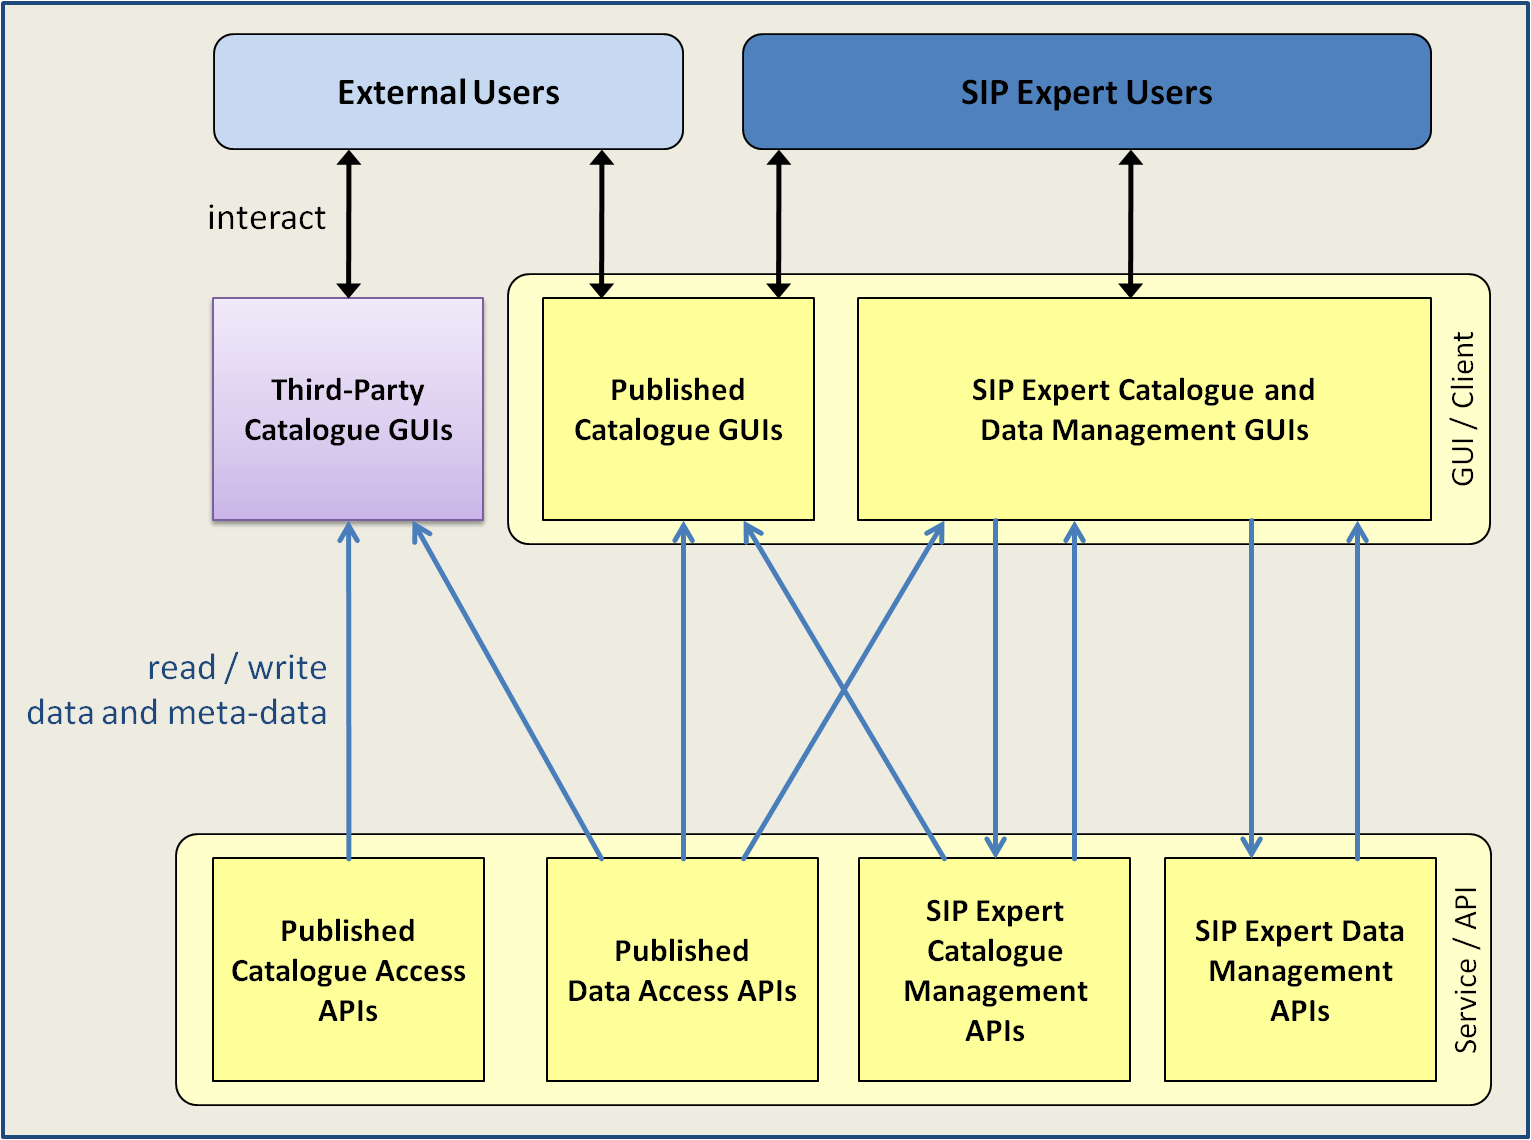 External Users
SIP Expert Users
interact
Third-Party
Catalogue GUIs
Published
Catalogue GUIs
SIP Expert Catalogue and
Data Management GUIs
GUI / Client
read / write
data and meta-data
Published
Catalogue Access
APIs
Published
Data Access APIs
SIP Expert
Catalogue
Management
APIs
SIP Expert Data
Management
APIs
Service / API